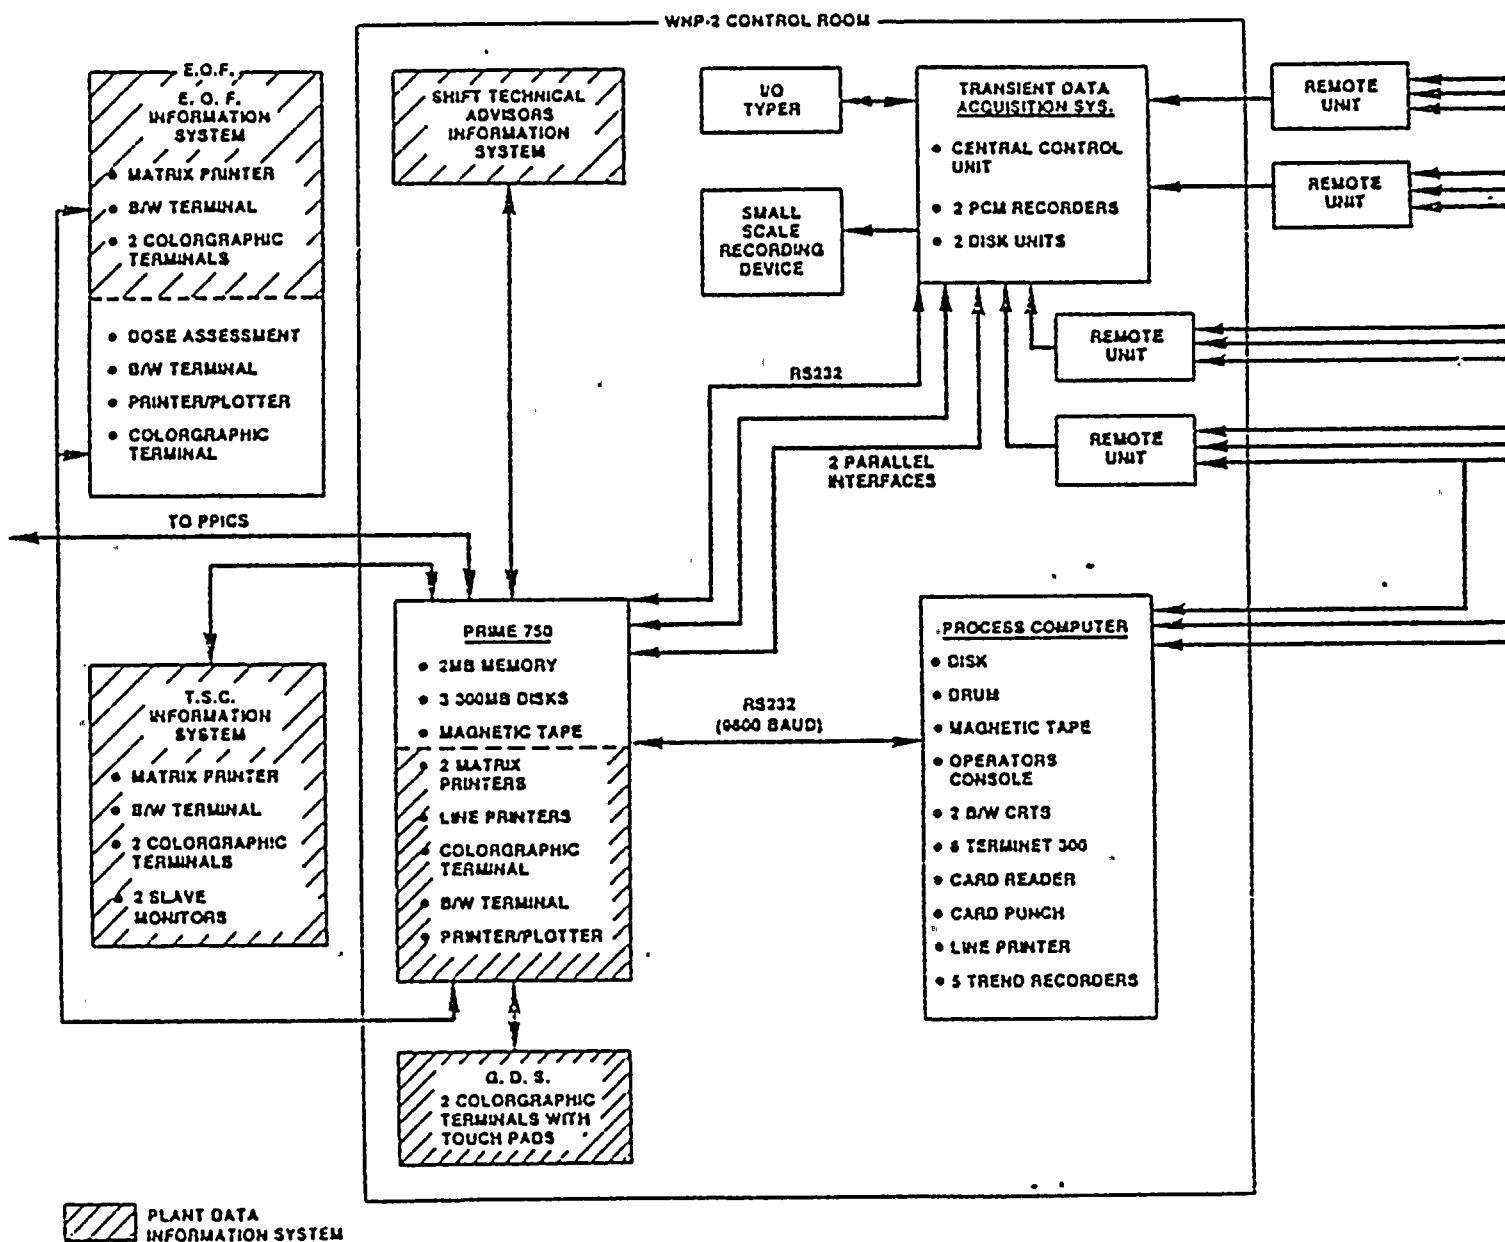 WNP-2 CONTROL ROOM
E.O.F.
E. O. F.
INFORMATION
SYSTEM
• MATRIX PRINTER
• B/W TERMINAL
• 2 COLORGRAPHIC
TERMINALS
• DOSE ASSESSMENT
• B/W TERMINAL
• PRINTER/PLOTTER
• COLORGRAPHIC
TERMINAL
SHIFT TECHNICAL
ADVISORS
INFORMATION
SYSTEM
I/O
TYPER
SMALL
SCALE
RECORDING
DEVICE
TRANSIENT DATA
ACQUISITION SYS.
• CENTRAL CONTROL
UNIT
• 2 PCM RECORDERS
• 2 DISK UNITS
REMOTE
UNIT
REMOTE
UNIT
REMOTE
UNIT
REMOTE
UNIT
RS232
2 PARALLEL
INTERFACES
TO PPICS
T.S.C.
INFORMATION
SYSTEM
• MATRIX PRINTER
• B/W TERMINAL
• 2 COLORGRAPHIC
TERMINALS
• 2 SLAVE
MONITORS
PRIME 750
• 2MB MEMORY
• 3 300MB DISKS
• MAGNETIC TAPE
• 2 MATRIX
PRINTERS
• LINE PRINTERS
• COLORGRAPHIC
TERMINAL
• B/W TERMINAL
• PRINTER/PLOTTER
RS232
(9600 BAUD)
PROCESS COMPUTER
• DISK
• DRUM
• MAGNETIC TAPE
• OPERATORS
CONSOLE
• 2 B/W CRTS
• 6 TERMINET 300
• CARD READER
• CARD PUNCH
• LINE PRINTER
• 5 TREND RECORDERS
G. D. S.
2 COLORGRAPHIC
TERMINALS WITH
TOUCH PADS
PLANT DATA
INFORMATION SYSTEM